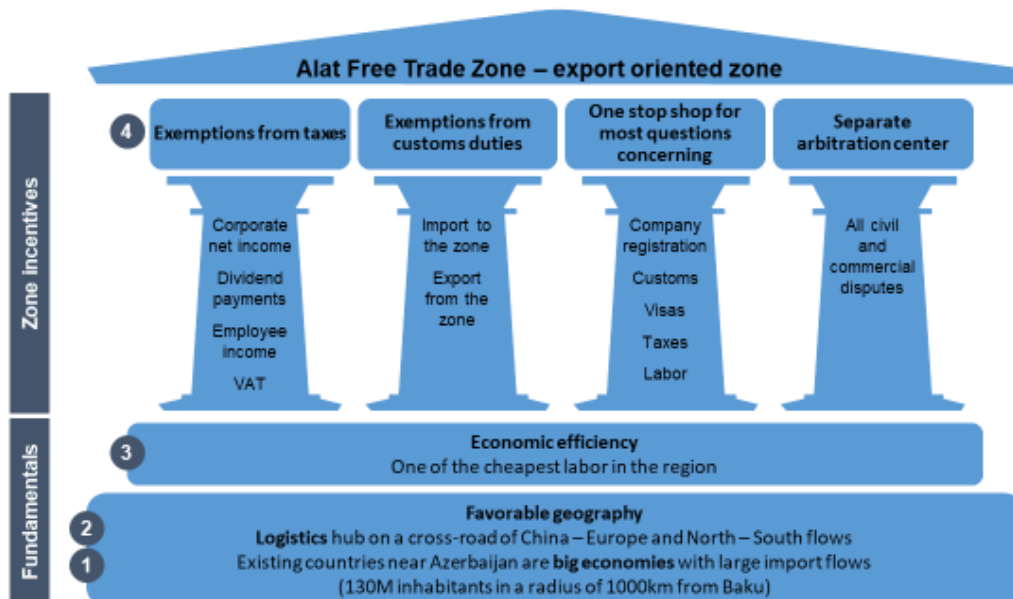 Alat Free Trade Zone – export oriented zone
Zone incentives
4
Exemptions from taxes
Exemptions from
customs duties
One stop shop for
most questions
concerning
Separate
arbitration center
Corporate
net income
Dividend
payments
Employee
income
VAT
Import to
the zone
Export
from the
zone
Company
registration
Customs
Visas
Taxes
Labor
All civil
and
commercial
disputes
Fundamentals
3
Economic efficiency
One of the cheapest labor in the region
2
Favorable geography
Logistics hub on a cross-road of China – Europe and North – South flows
1
Existing countries near Azerbaijan are big economies with large import flows
(130M inhabitants in a radius of 1000km from Baku)